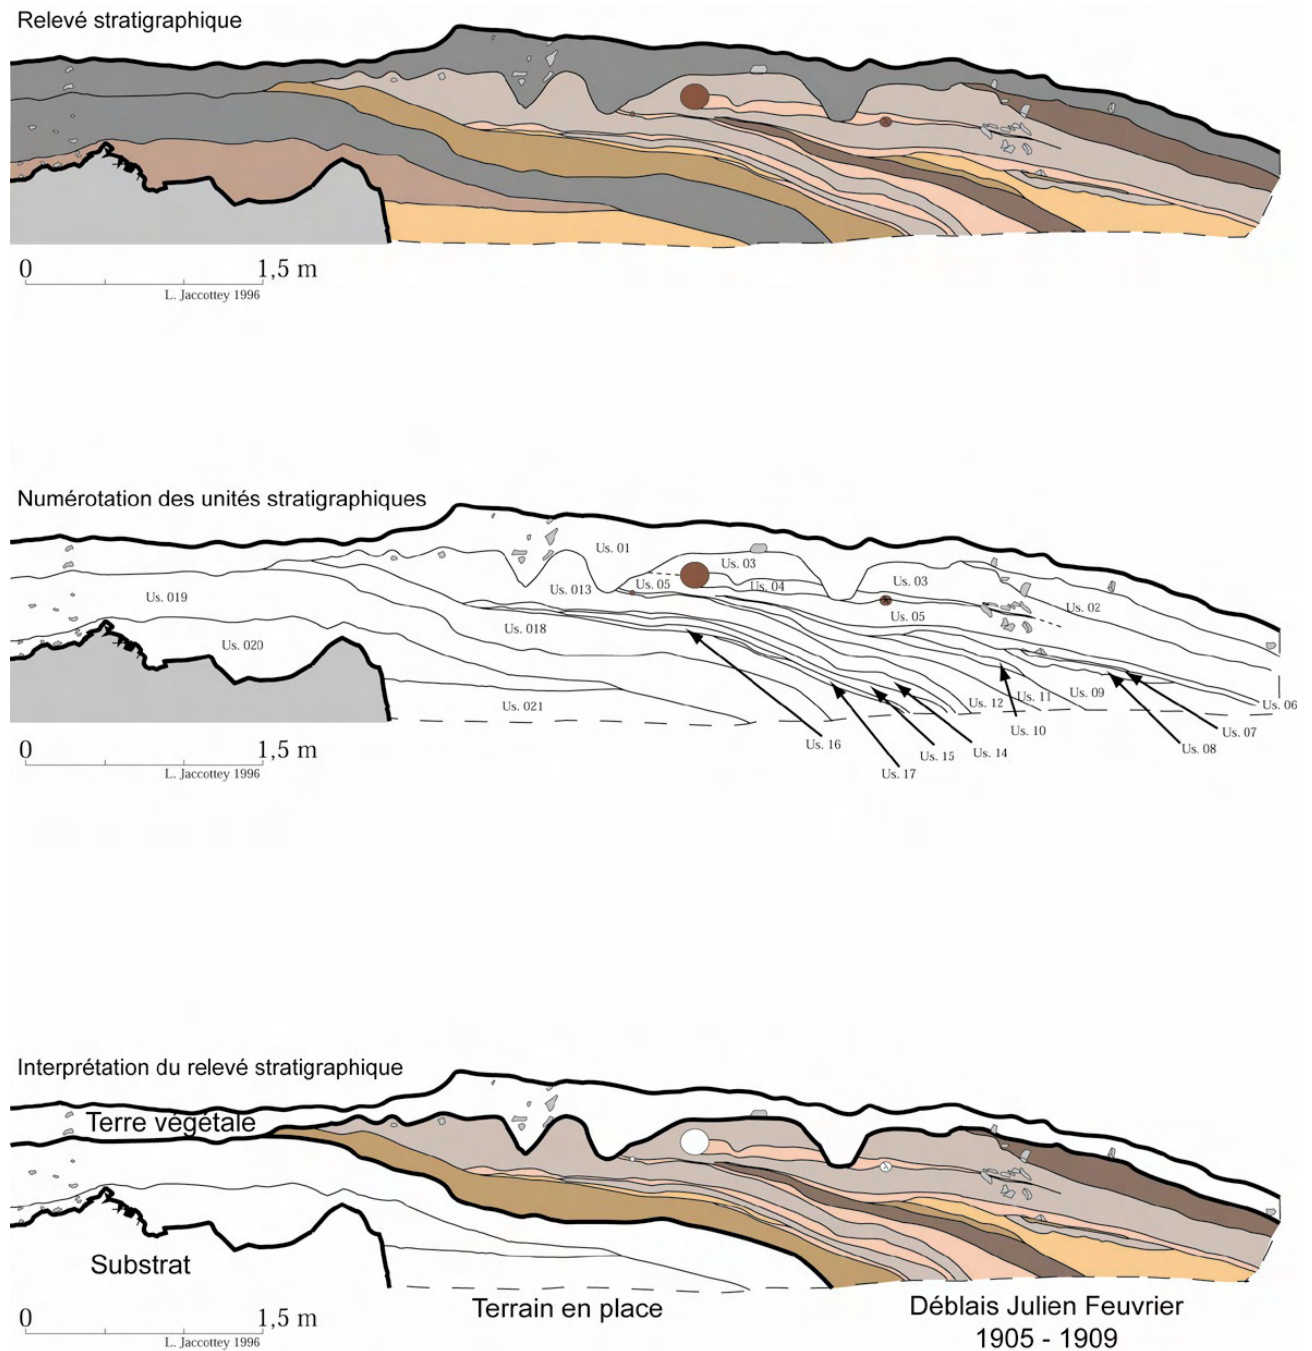 Relevé stratigraphique
0 1,5 m
L. Jaccottey 1996
Numérotation des unités stratigraphiques
Us. 01
Us. 03
Us. 013 Us. 05 Us. 04 Us. 03
Us. 019
Us. 02
Us. 05
Us. 018
Us. 020
Us. 021
Us. 12 Us. 11 Us. 09
Us. 06
Us. 16
Us. 10
Us. 07
Us. 14
Us. 08
Us. 15
Us. 17
0 1,5 m
L. Jaccottey 1996
Interprétation du relevé stratigraphique
Terre végétale
Substrat
Terrain en place
Déblais Julien Feuvrier
1905 - 1909
0 1,5 m
L. Jaccottey 1996